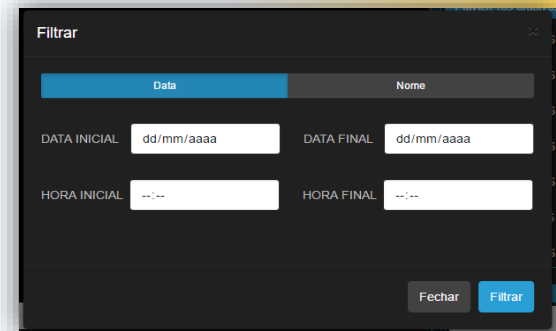 Filtrar ×
Data Nome
DATA INICIAL dd/mm/aaaa DATA FINAL dd/mm/aaaa
HORA INICIAL --:-- HORA FINAL --:--
Fechar Filtrar